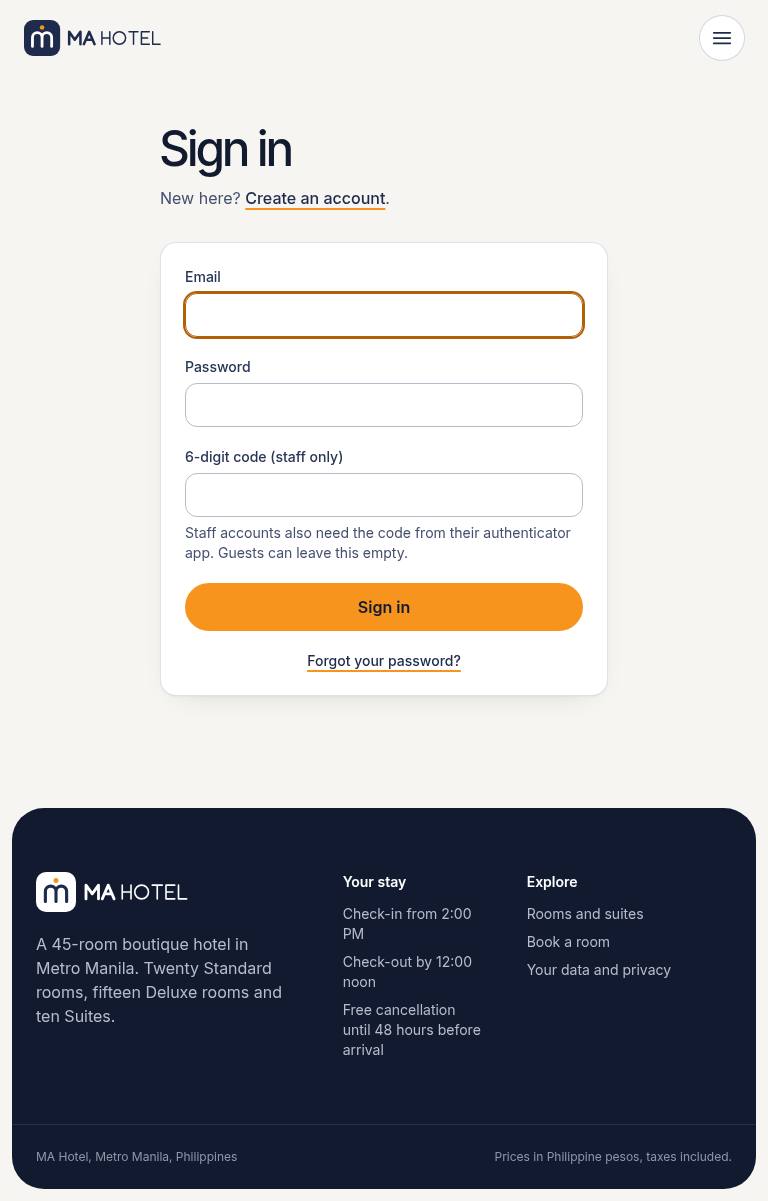 MA HOTEL
Sign in
New here? Create an account.
Email
Password
6-digit code (staff only)
Staff accounts also need the code from their authenticator
app. Guests can leave this empty.
Sign in
Forgot your password?
MA HOTEL
A 45-room boutique hotel in
Metro Manila. Twenty Standard
rooms, fifteen Deluxe rooms and
ten Suites.
Your stay
Check-in from 2:00
PM
Check-out by 12:00
noon
Free cancellation
until 48 hours before
arrival
Explore
Rooms and suites
Book a room
Your data and privacy
MA Hotel, Metro Manila, Philippines
Prices in Philippine pesos, taxes included.